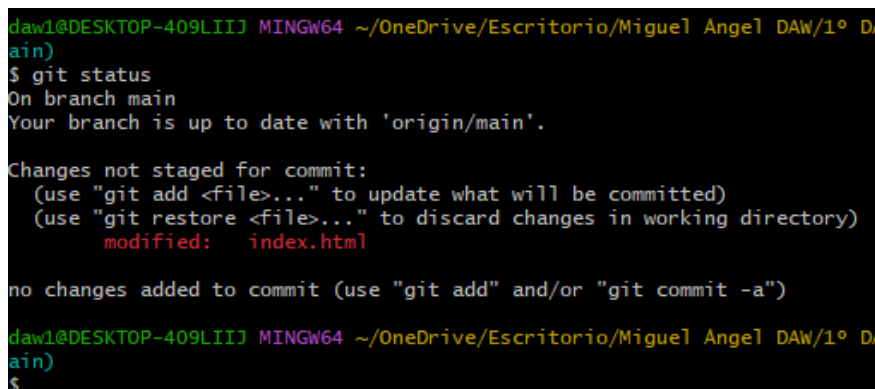 daw1@DESKTOP-409LIIJ MINGW64 ~/OneDrive/Escritorio/Miguel Angel DAW/1º D
ain)
$ git status
On branch main
Your branch is up to date with 'origin/main'.
Changes not staged for commit:
(use "git add <file>..." to update what will be committed)
(use "git restore <file>..." to discard changes in working directory)
modified: index.html
no changes added to commit (use "git add" and/or "git commit -a")
daw1@DESKTOP-409LIIJ MINGW64 ~/OneDrive/Escritorio/Miguel Angel DAW/1º D
ain)
$